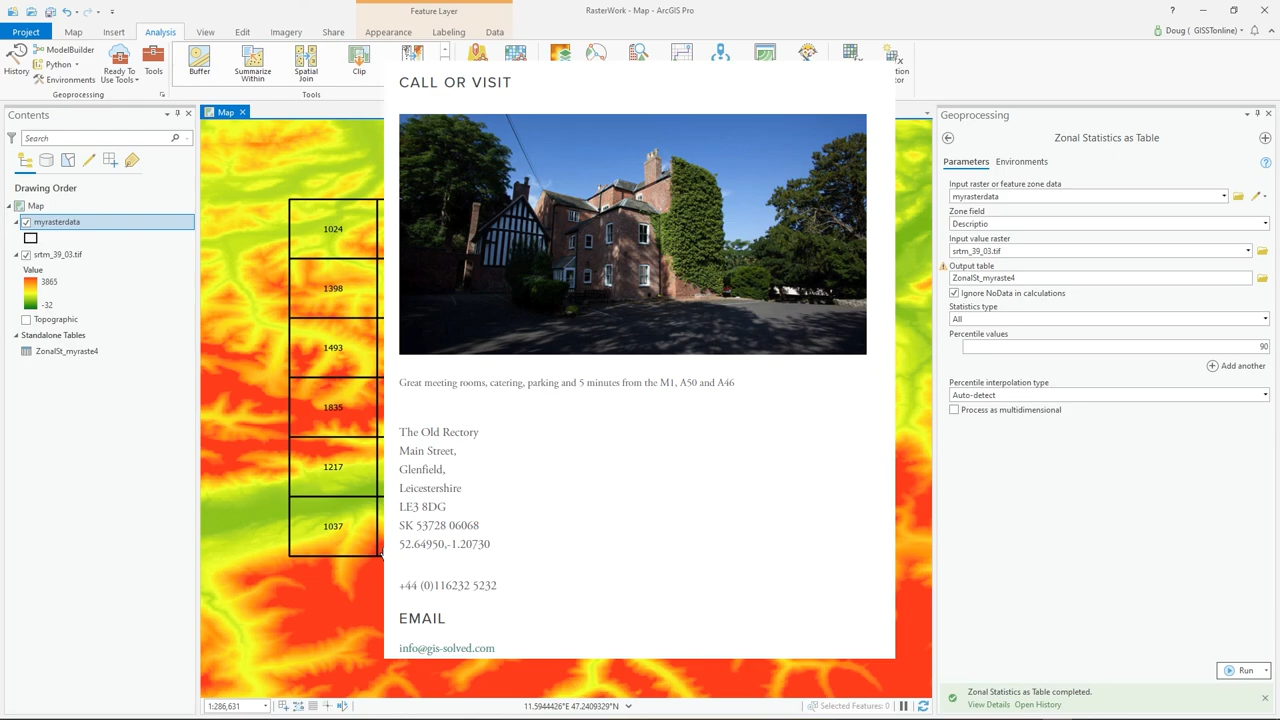 Feature Layer
RasterWork - Map - ArcGIS Pro
Project Map Insert Analysis View Edit Imagery Share Appearance Labeling Data
Doug ( GISSTonline)
History
ModelBuilder
Python
Environments
Ready To Use Tools
Tools
Buffer
Summarize Within
Spatial Join
Clip
Geoprocessing
Tools
Contents
Search
Drawing Order
Map
myrasterdata
srtm_39_03.tif
Value
3865
-32
Topographic
Standalone Tables
ZonalSt_myraste4
Map
1024
1398
1493
1835
1217
1037
CALL OR VISIT
Great meeting rooms, catering, parking and 5 minutes from the M1, A50 and A46
The Old Rectory
Main Street,
Glenfield,
Leicestershire
LE3 8DG
SK 53728 06068
52.64950,-1.20730
+44 (0)116232 5232
EMAIL
info@gis-solved.com
1:286,631
11.5944426°E 47.2409329°N
Selected Features: 0
Geoprocessing
Zonal Statistics as Table
Parameters Environments
Input raster or feature zone data
myrasterdata
Zone field
Descriptio
Input value raster
srtm_39_03.tif
Output table
ZonalSt_myraste4
Ignore NoData in calculations
Statistics type
All
Percentile values
90
Add another
Percentile interpolation type
Auto-detect
Process as multidimensional
Run
Zonal Statistics as Table completed.
View Details Open History